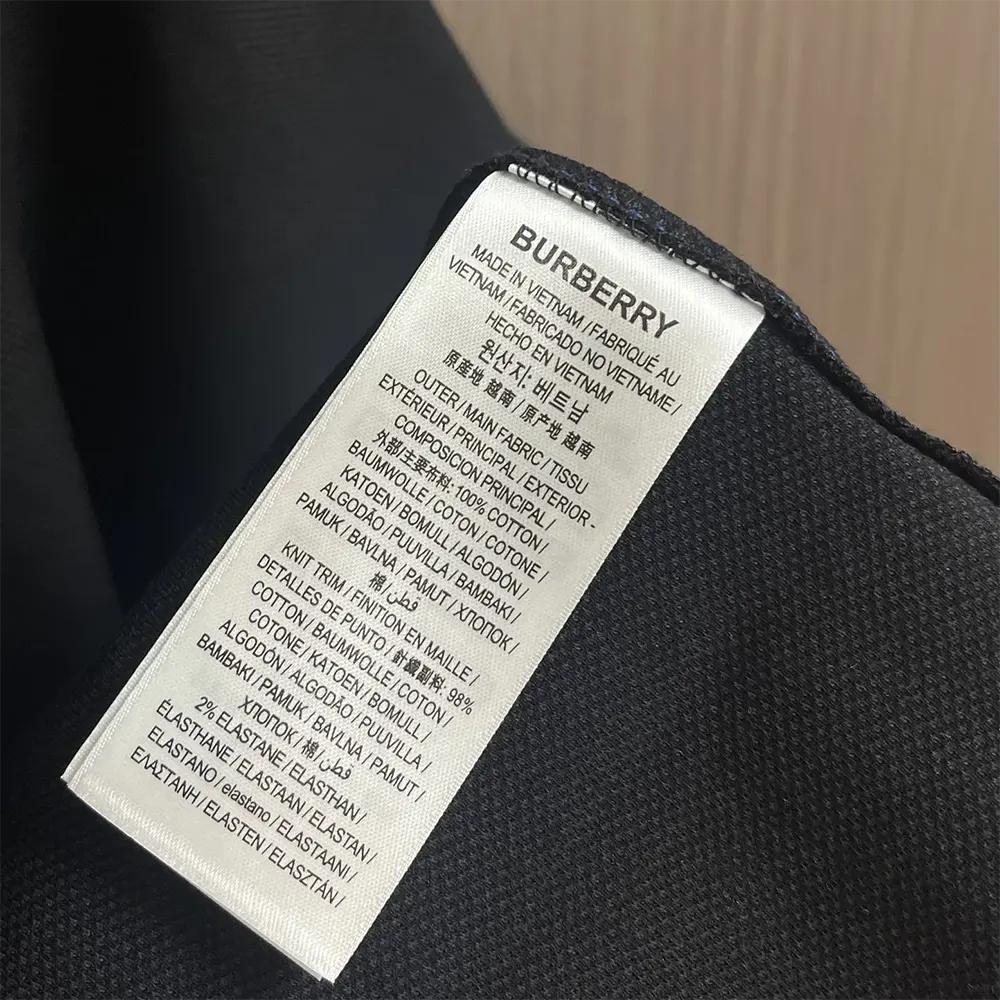 BURBERRY
MADE IN VIETNAM / FABRIQUÉ AU
VIETNAM / FABRICADO NO VIETNAME /
HECHO EN VIETNAM
원산지: 베트남
原産地 越南 / 原产地 越南
OUTER / MAIN FABRIC / TISSU
EXTÉRIEUR / PRINCIPAL / EXTERIOR -
COMPOSICION PRINCIPAL /
外部/主要布料: 100% COTTON /
BAUMWOLLE / COTON / COTONE /
KATOEN / BOMULL / ALGODÓN /
ALGODÃO / PUUVILLA / BAMBAKI /
PAMUK / BAVLNA / PAMUT / ХЛОПОК /
棉 / قطن
KNIT TRIM / FINITION EN MAILLE /
DETALLES DE PUNTO / 針織副料: 98%
COTTON / BAUMWOLLE / COTON /
COTONE / KATOEN / BOMULL /
ALGODÓN / ALGODÃO / PUUVILLA /
BAMBAKI / PAMUK / BAVLNA / PAMUT /
ХЛОПОК / 棉 / قطن
2% ELASTANE / ELASTHAN /
ÉLASTHANNE / ELASTAAN / ELASTAN /
ELASTANO / elastano / ELASTAANI /
ΕΛΑΣΤΑΝΗ / ELASTEN / ELASZTÁN /